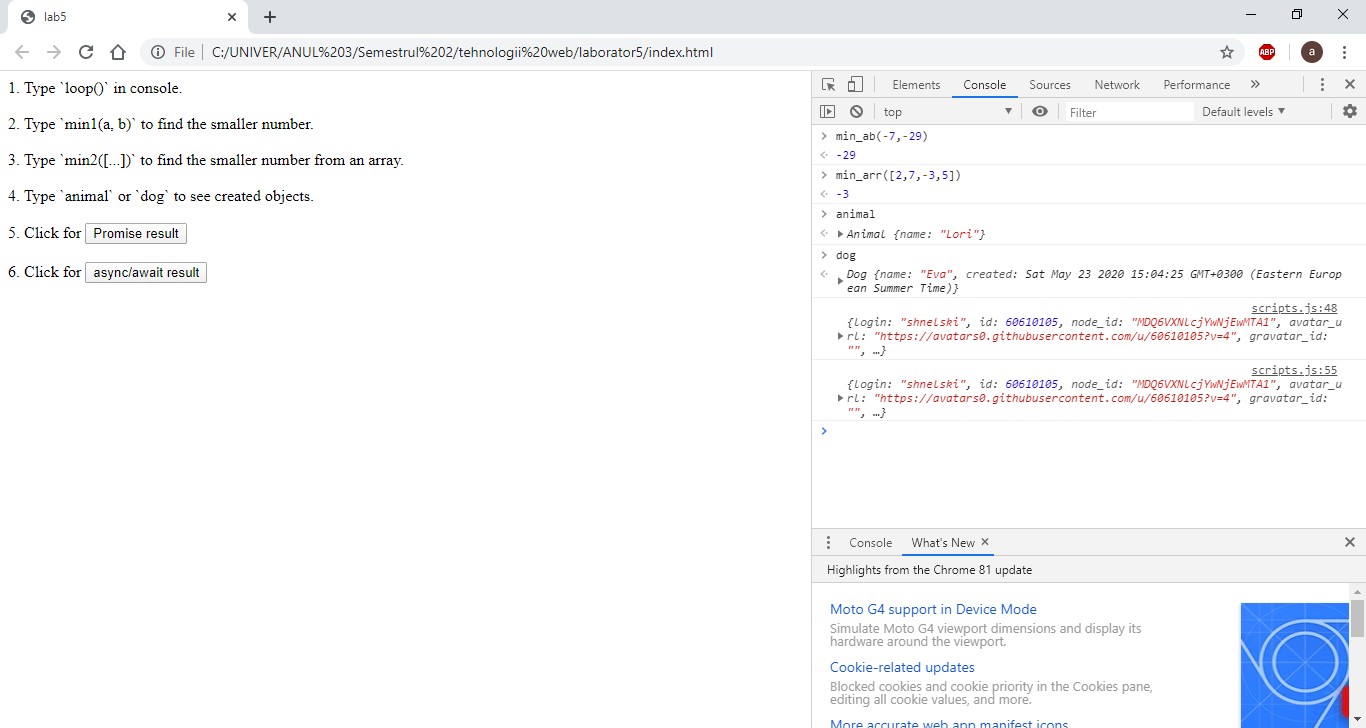 lab5
File
C:/UNIVER/ANUL%203/Semestrul%202/tehnologii%20web/laborator5/index.html
ABP
a
1. Type `loop()` in console.
2. Type `min1(a, b)` to find the smaller number.
3. Type `min2([...])` to find the smaller number from an array.
4. Type `animal` or `dog` to see created objects.
5. Click for Promise result
6. Click for async/await result
Elements Console Sources Network Performance »
top Filter Default levels
min_ab(-7,-29)
-29
min_arr([2,7,-3,5])
-3
animal
Animal {name: "Lori"}
dog
Dog {name: "Eva", created: Sat May 23 2020 15:04:25 GMT+0300 (Eastern Europ
ean Summer Time)}
scripts.js:48
{login: "shnelski", id: 60610105, node_id: "MDQ6VXNlcjYwNjEwMTA1", avatar_u
rl: "https://avatars0.githubusercontent.com/u/60610105?v=4", gravatar_id:
"", …}
scripts.js:55
{login: "shnelski", id: 60610105, node_id: "MDQ6VXNlcjYwNjEwMTA1", avatar_u
rl: "https://avatars0.githubusercontent.com/u/60610105?v=4", gravatar_id:
"", …}
Console What's New
Highlights from the Chrome 81 update
Moto G4 support in Device Mode
Simulate Moto G4 viewport dimensions and display its
hardware around the viewport.
Cookie-related updates
Blocked cookies and cookie priority in the Cookies pane,
editing all cookie values, and more.
More accurate web app manifest icons